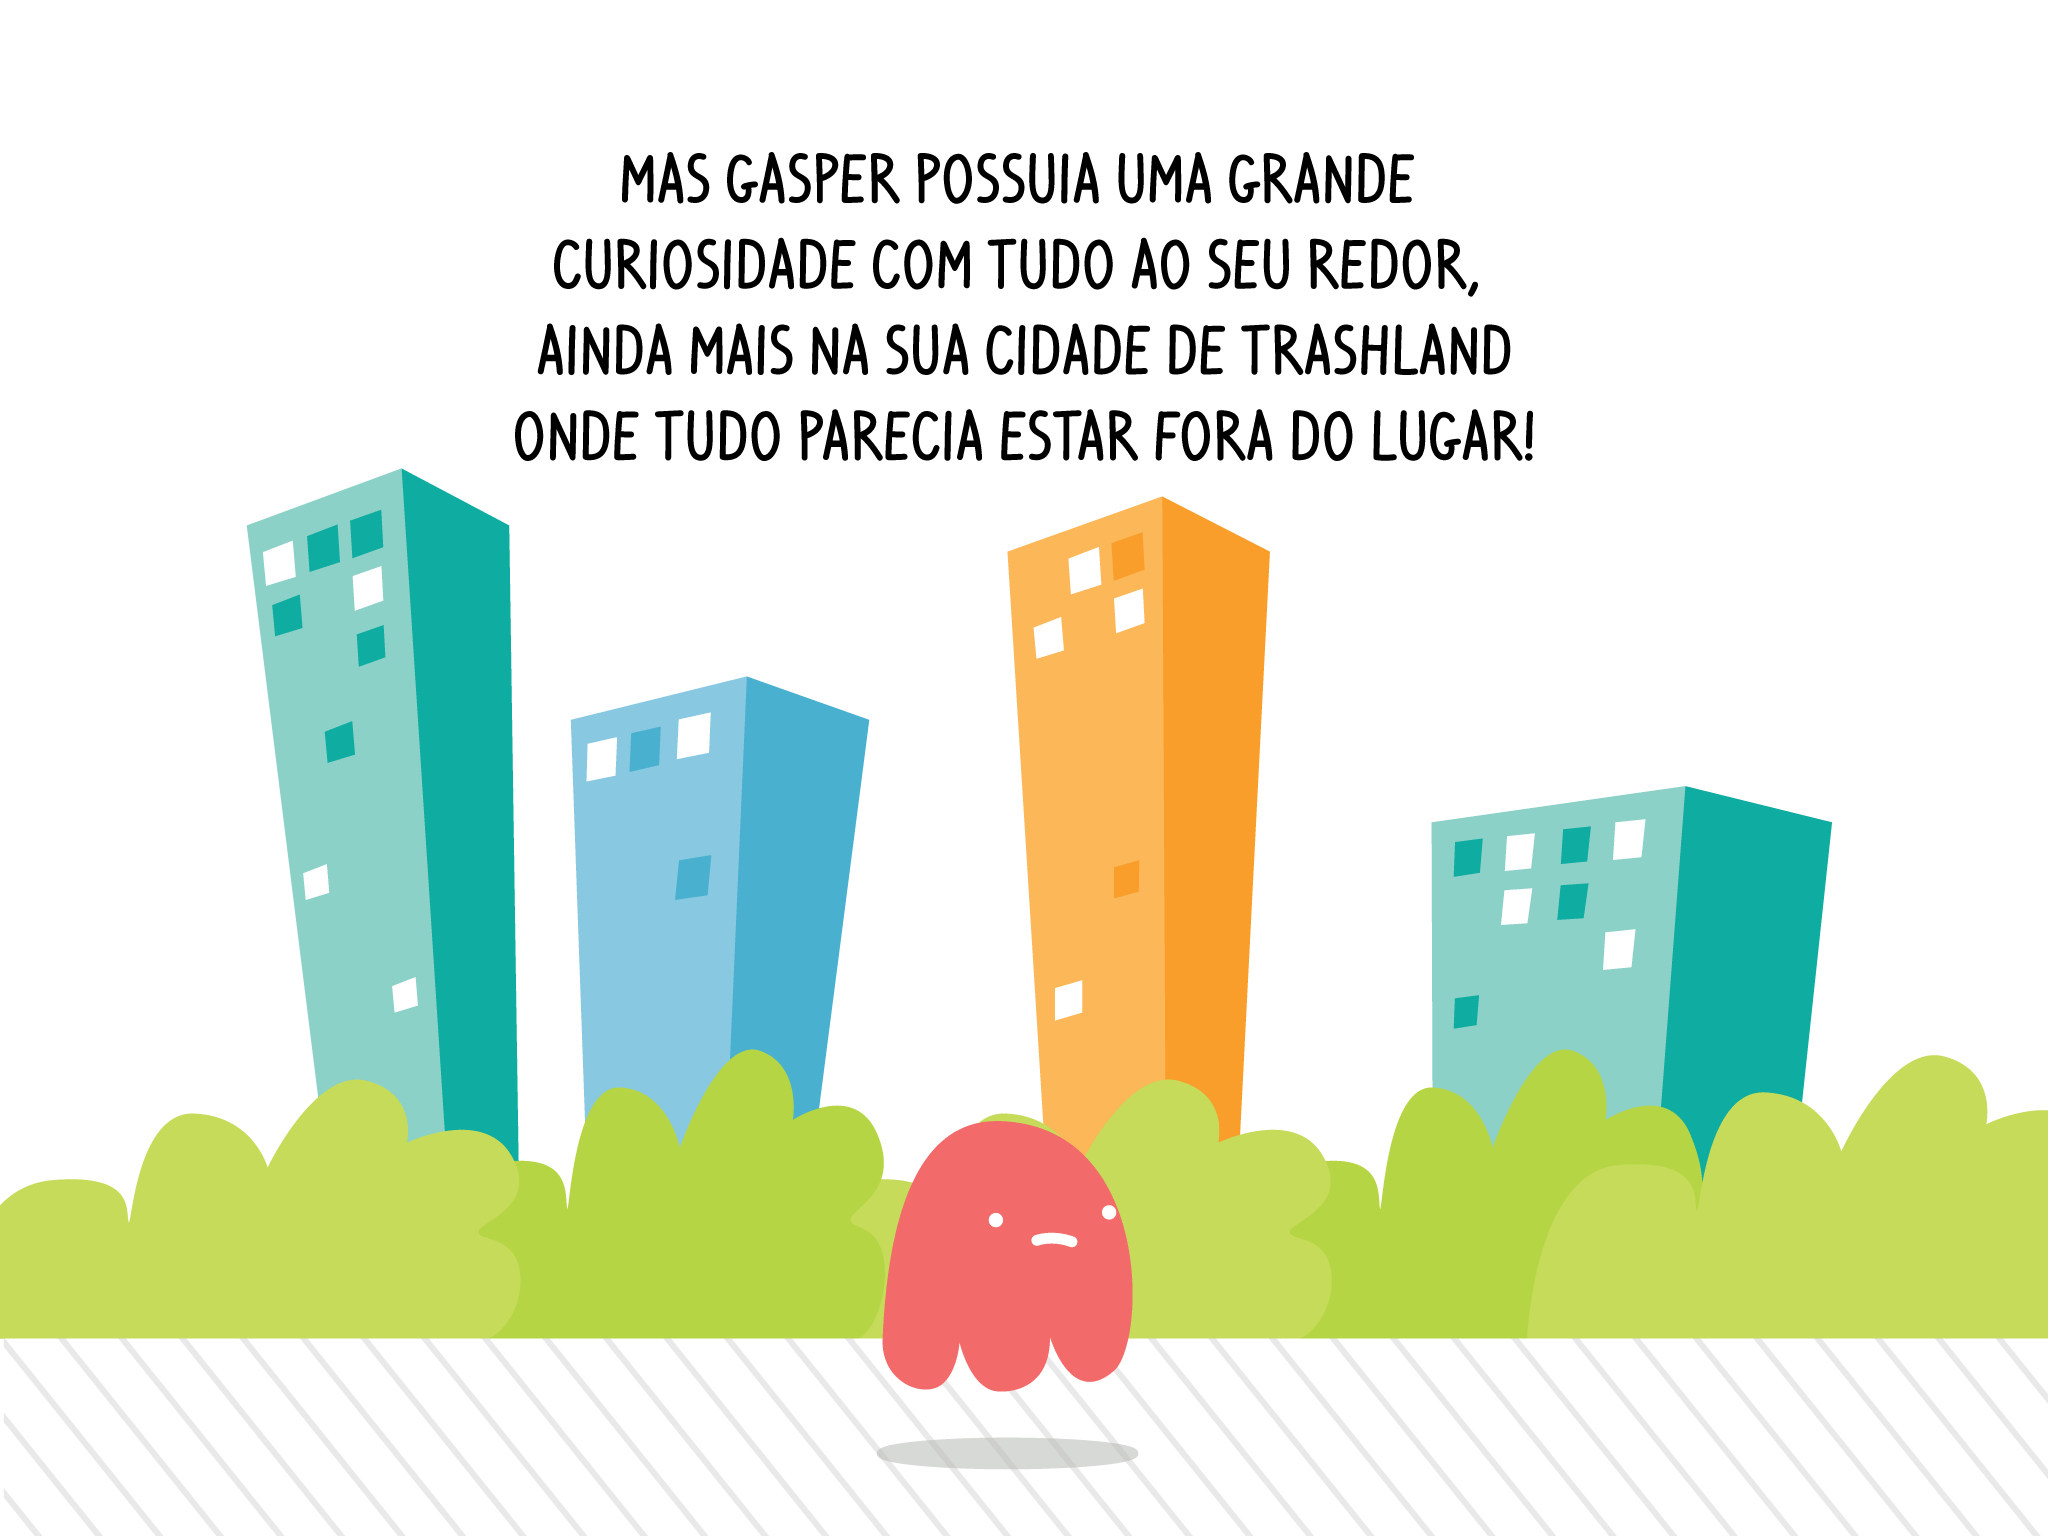 MAS GASPER POSSUIA UMA GRANDE
CURIOSIDADE COM TUDO AO SEU REDOR,
AINDA MAIS NA SUA CIDADE DE TRASHLAND
ONDE TUDO PARECIA ESTAR FORA DO LUGAR!